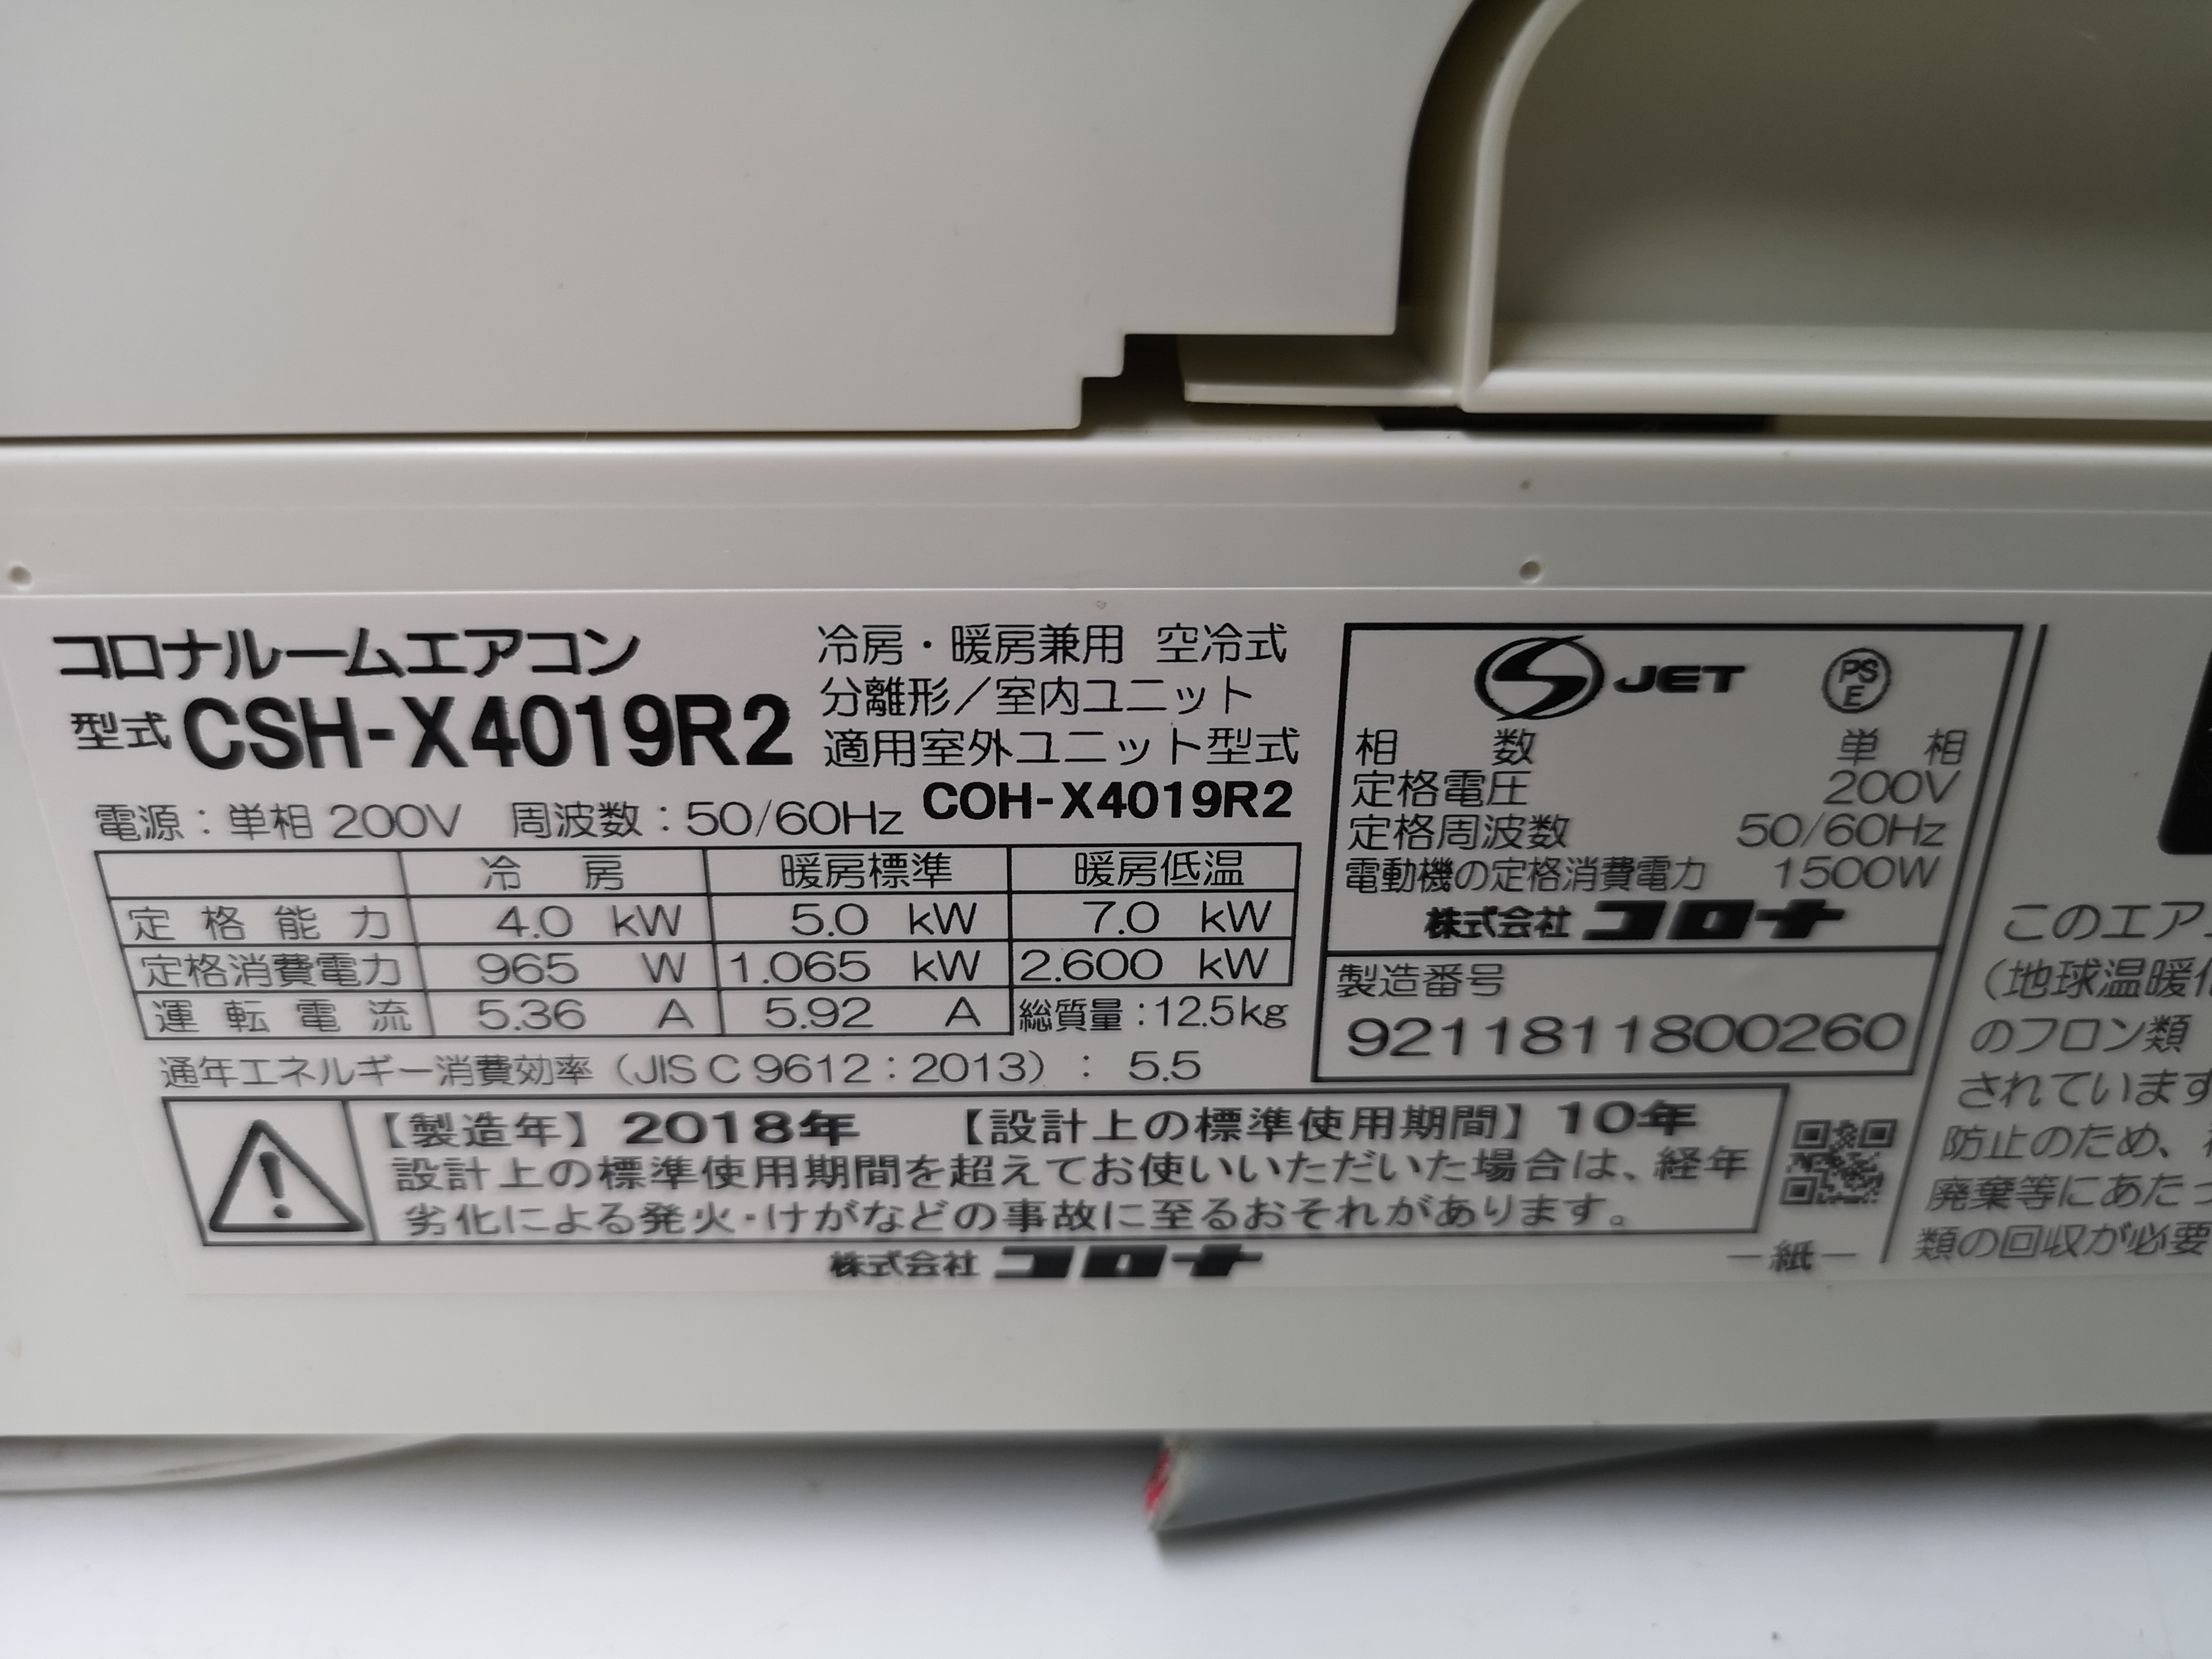 コロナルームエアコン
型式 CSH-X4019R2
冷房・暖房兼用 空冷式
分離形／室内ユニット
適用室外ユニット型式
COH-X4019R2
電源：単相 200V 周波数：50/60Hz
冷房 暖房標準 暖房低温
定格能力 4.0 kW 5.0 kW 7.0 kW
定格消費電力 965 W 1.065 kW 2.600 kW
運転電流 5.36 A 5.92 A 総質量：12.5kg
通年エネルギー消費効率（JIS C 9612：2013）： 5.5
【製造年】2018年 【設計上の標準使用期間】10年
設計上の標準使用期間を超えてお使いいただいた場合は、経年
劣化による発火・けがなどの事故に至るおそれがあります。
株式会社 コロナ
－紙－
JET PSE
相数 単相
定格電圧 200V
定格周波数 50/60Hz
電動機の定格消費電力 1500W
株式会社 コロナ
製造番号
9211811800260
このエア
（地球温暖
のフロン類
されています
防止のため、
廃棄等にあた
類の回収が必要